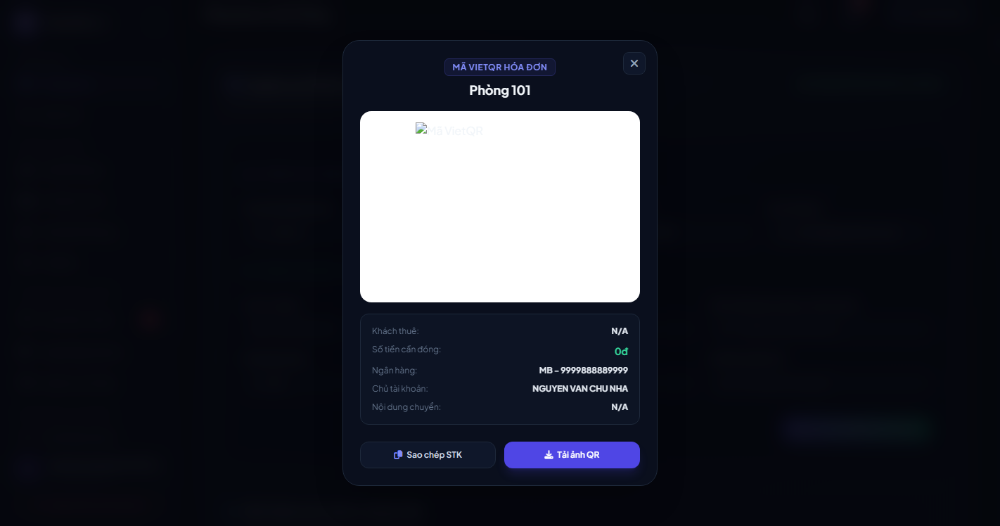 MÃ VIETQR HÓA ĐƠN
Phòng 101
Mã VietQR
Khách thuê: N/A
Số tiền cần đóng: 0đ
Ngân hàng: MB - 9999888889999
Chủ tài khoản: NGUYEN VAN CHU NHA
Nội dung chuyển: N/A
Sao chép STK
Tải ảnh QR